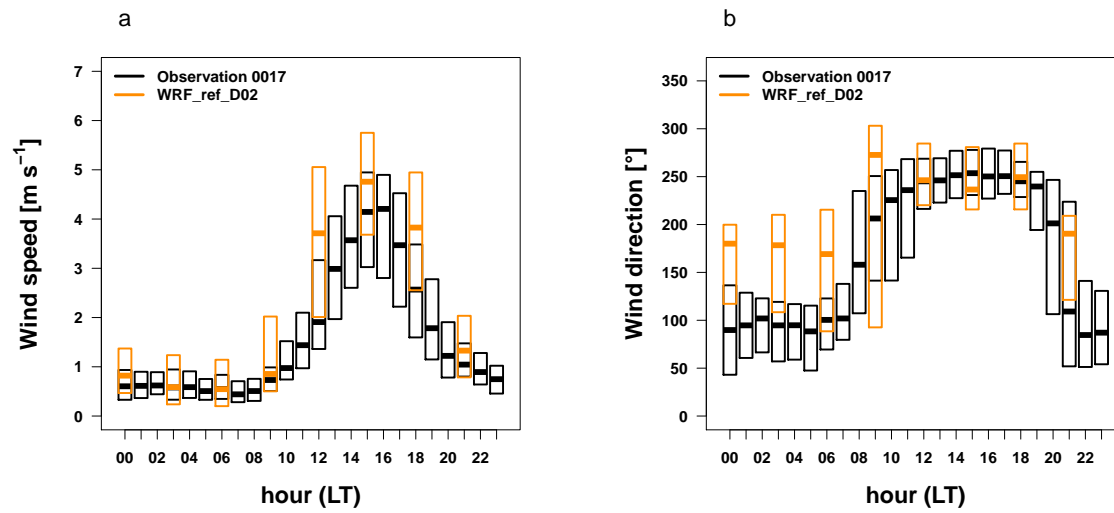 a
Wind speed [m s⁻¹]
7
6
5
4
3
2
1
0
Observation 0017
WRF_ref_D02
00 02 04 06 08 10 12 14 16 18 20 22
hour (LT)
b
Wind direction [°]
350
300
250
200
150
100
50
0
Observation 0017
WRF_ref_D02
00 02 04 06 08 10 12 14 16 18 20 22
hour (LT)